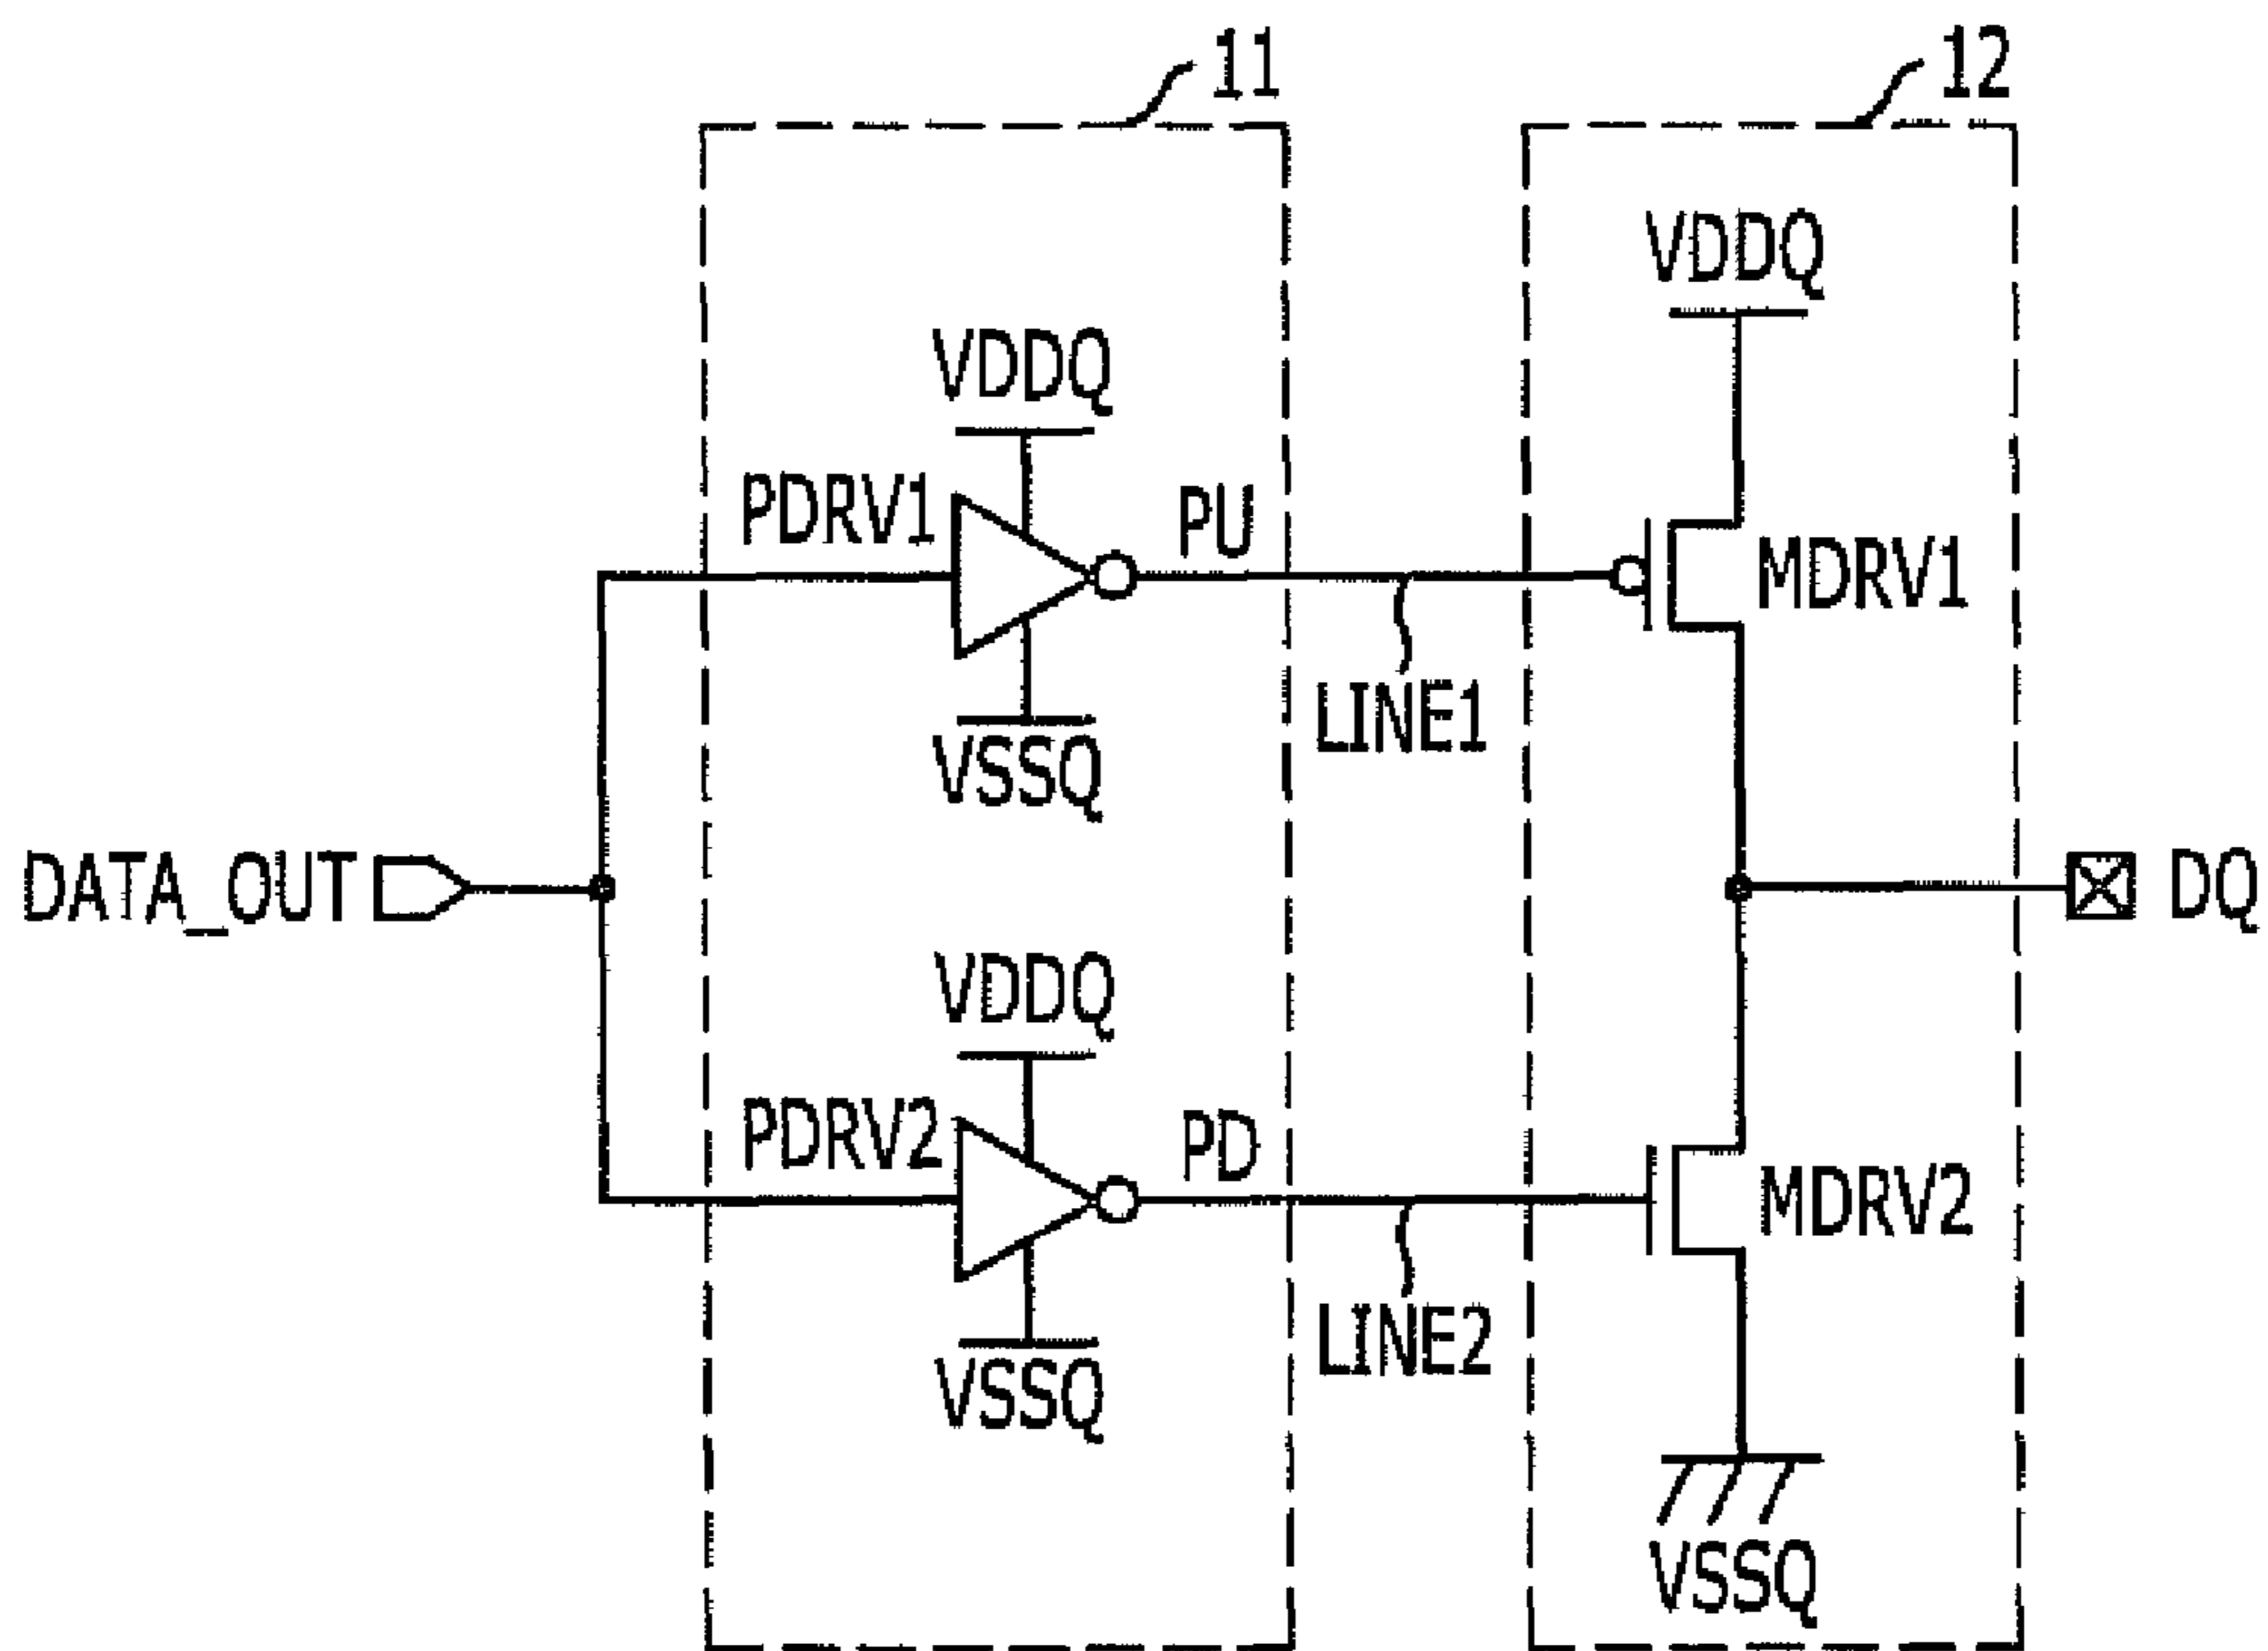 11
12
VDDQ
VDDQ
PDRV1
PU
MDRV1
LINE1
VSSQ
DATA_OUT
DQ
VDDQ
PDRV2
PD
MDRV2
LINE2
VSSQ
VSSQ